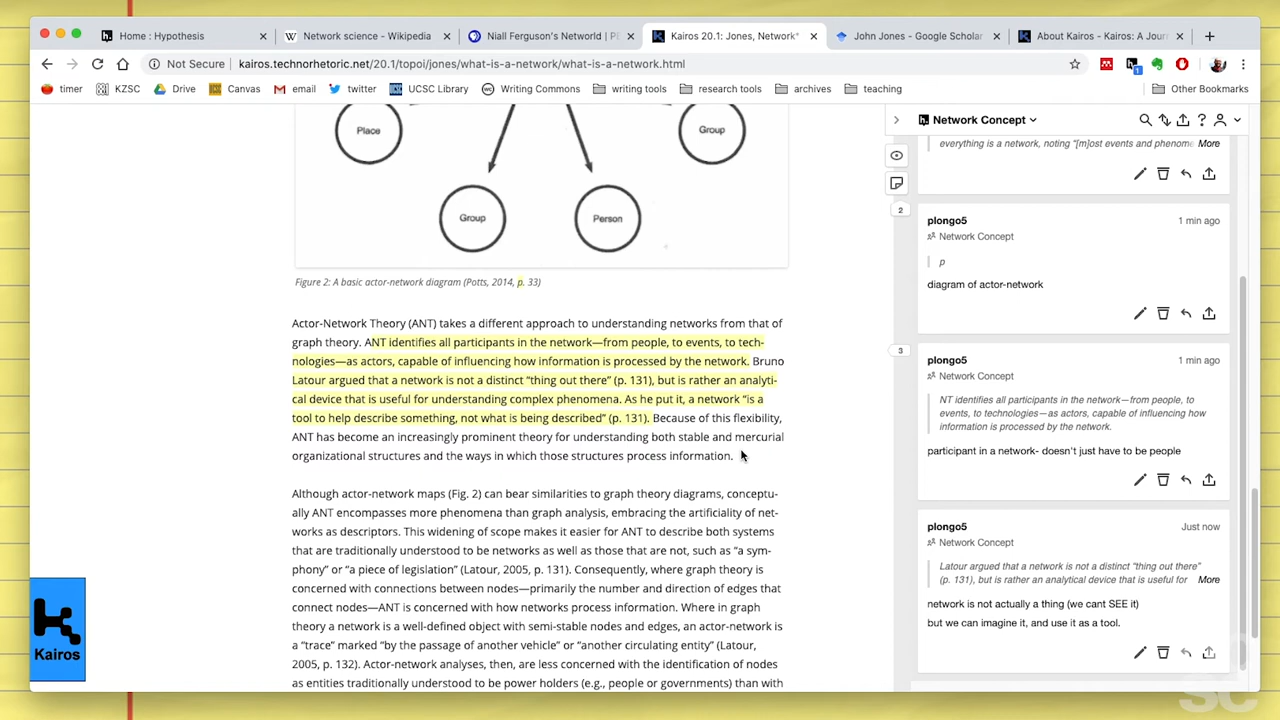 Home : Hypothesis
Network science - Wikipedia
Niall Ferguson's Networld | P
Kairos 20.1: Jones, Network*
John Jones - Google Scholar
About Kairos - Kairos: A Jour
Not Secure
kairos.technorhetoric.net/20.1/topoi/jones/what-is-a-network/what-is-a-network.html
timer
KZSC
Drive
Canvas
email
twitter
UCSC Library
Writing Commons
writing tools
research tools
archives
teaching
Other Bookmarks
Place
Group
Group
Person
Figure 2: A basic actor-network diagram (Potts, 2014, p. 33)
Actor-Network Theory (ANT) takes a different approach to understanding networks from that of
graph theory. ANT identifies all participants in the network—from people, to events, to tech-
nologies—as actors, capable of influencing how information is processed by the network. Bruno
Latour argued that a network is not a distinct “thing out there” (p. 131), but is rather an analyti-
cal device that is useful for understanding complex phenomena. As he put it, a network “is a
tool to help describe something, not what is being described” (p. 131). Because of this flexibility,
ANT has become an increasingly prominent theory for understanding both stable and mercurial
organizational structures and the ways in which those structures process information.
Although actor-network maps (Fig. 2) can bear similarities to graph theory diagrams, conceptu-
ally ANT encompasses more phenomena than graph analysis, embracing the artificiality of net-
works as descriptors. This widening of scope makes it easier for ANT to describe both systems
that are traditionally understood to be networks as well as those that are not, such as “a sym-
phony” or “a piece of legislation” (Latour, 2005, p. 131). Consequently, where graph theory is
concerned with connections between nodes—primarily the number and direction of edges that
connect nodes—ANT is concerned with how networks process information. Where in graph
theory a network is a well-defined object with semi-stable nodes and edges, an actor-network is
a “trace” marked “by the passage of another vehicle” or “another circulating entity” (Latour,
2005, p. 132). Actor-network analyses, then, are less concerned with the identification of nodes
as entities traditionally understood to be power holders (e.g., people or governments) than with
Kairos
Network Concept
everything is a network, noting “[m]ost events and phenome
More
2
plongo5
1 min ago
Network Concept
p
diagram of actor-network
3
plongo5
1 min ago
Network Concept
NT identifies all participants in the network—from people, to
events, to technologies—as actors, capable of influencing how
information is processed by the network.
participant in a network- doesn't just have to be people
plongo5
Just now
Network Concept
Latour argued that a network is not a distinct “thing out there”
(p. 131), but is rather an analytical device that is useful for
More
network is not actually a thing (we cant SEE it)
but we can imagine it, and use it as a tool.